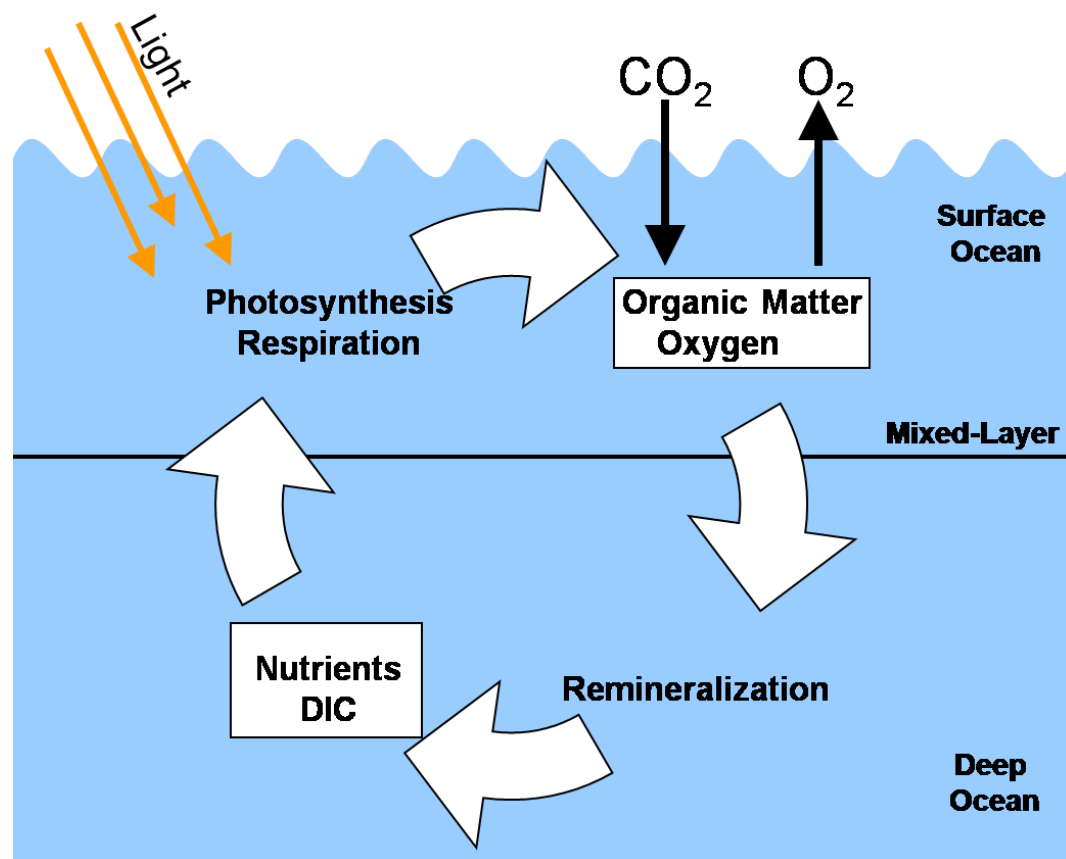 Light
CO₂
O₂
Surface
Ocean
Photosynthesis
Respiration
Organic Matter
Oxygen
Mixed-Layer
Nutrients
DIC
Remineralization
Deep
Ocean